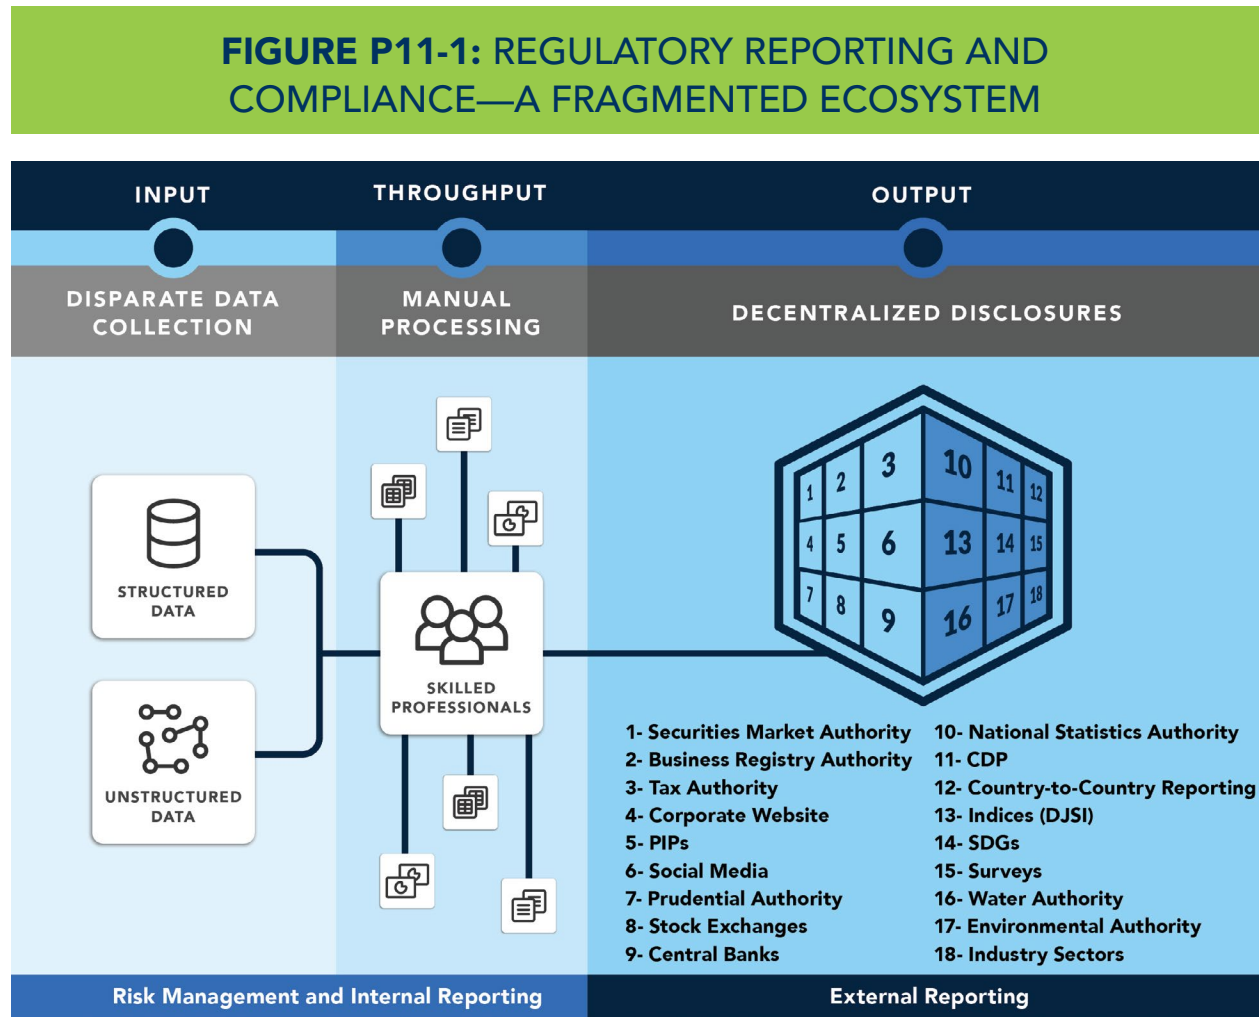 FIGURE P11-1: REGULATORY REPORTING AND
COMPLIANCE—A FRAGMENTED ECOSYSTEM
INPUT
THROUGHPUT
OUTPUT
DISPARATE DATA
COLLECTION
MANUAL
PROCESSING
DECENTRALIZED DISCLOSURES
STRUCTURED
DATA
UNSTRUCTURED
DATA
SKILLED
PROFESSIONALS
1 2 3 10 11 12
4 5 6 13 14 15
7 8 9 16 17 18
1- Securities Market Authority
2- Business Registry Authority
3- Tax Authority
4- Corporate Website
5- PIPs
6- Social Media
7- Prudential Authority
8- Stock Exchanges
9- Central Banks
10- National Statistics Authority
11- CDP
12- Country-to-Country Reporting
13- Indices (DJSI)
14- SDGs
15- Surveys
16- Water Authority
17- Environmental Authority
18- Industry Sectors
Risk Management and Internal Reporting
External Reporting